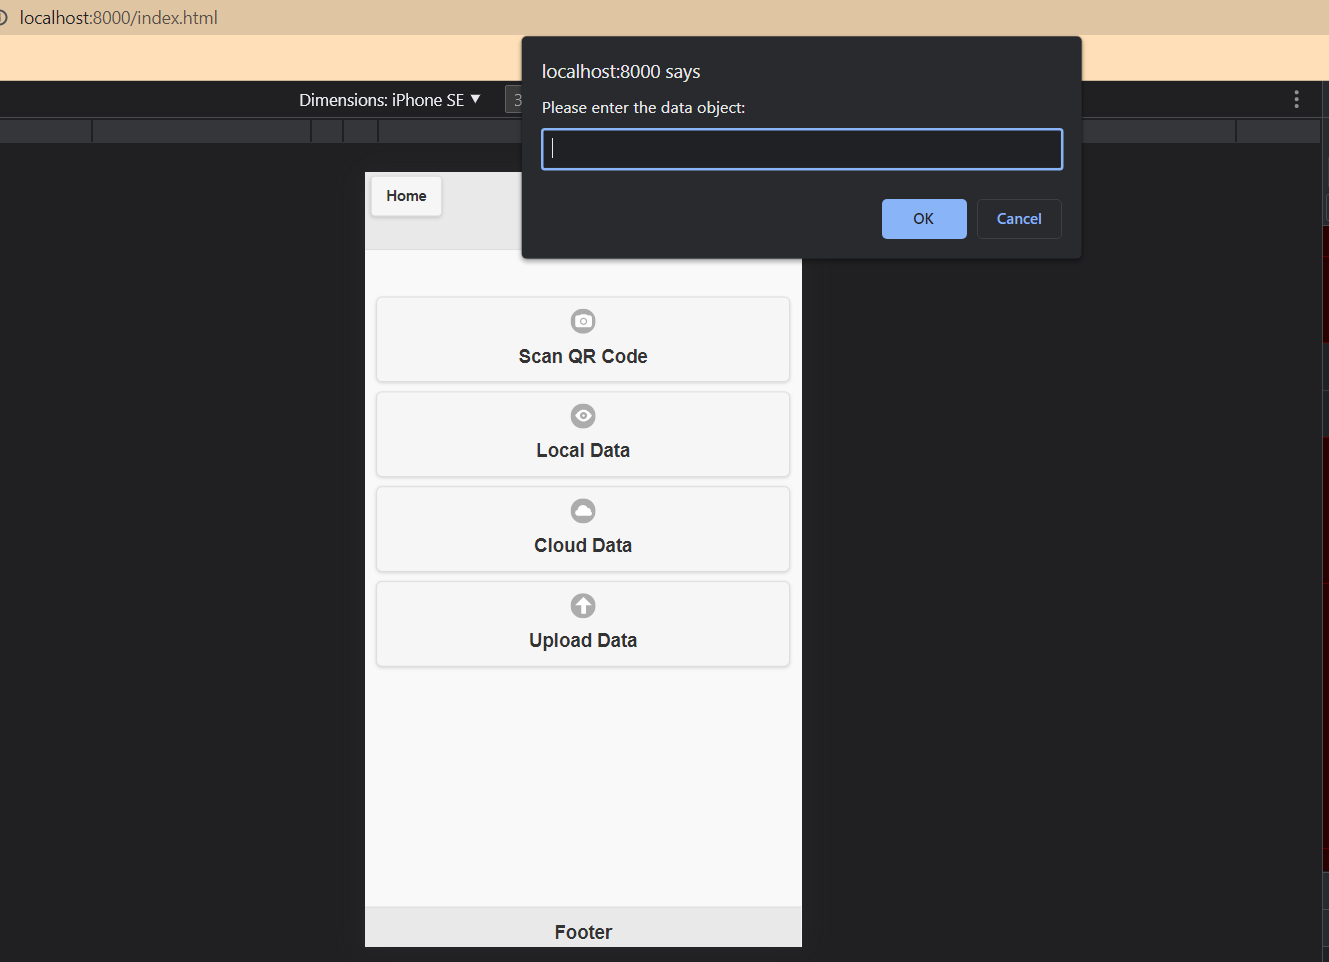 localhost:8000/index.html
localhost:8000 says
Please enter the data object:
OK
Cancel
Dimensions: iPhone SE ▼
3
Home
Scan QR Code
Local Data
Cloud Data
Upload Data
Footer